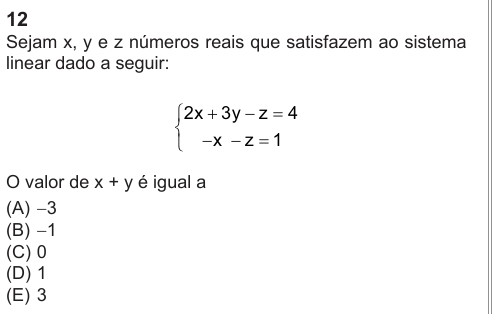 12
Sejam x, y e z números reais que satisfazem ao sistema
linear dado a seguir:
2x + 3y – z = 4
–x – z = 1
O valor de x + y é igual a
(A) –3
(B) –1
(C) 0
(D) 1
(E) 3